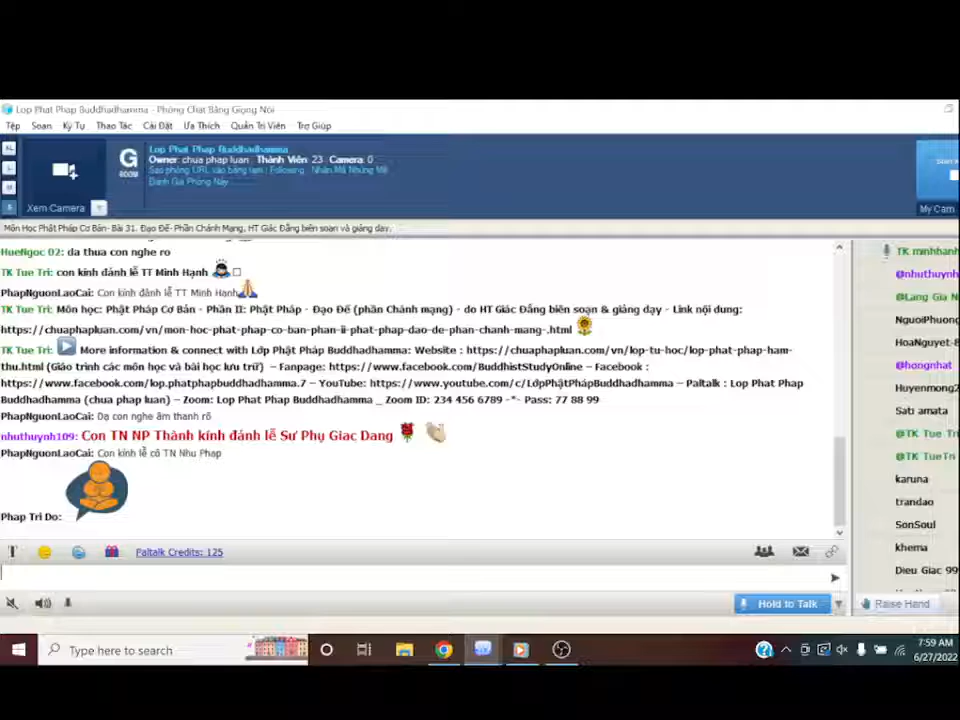 Lop Phat Phap Buddhadhamma - Phòng Chat Bằng Giọng Nói
Tệp Soạn Ký Tự Thao Tác Cài Đặt Ưa Thích Quản Trị Viên Trợ Giúp
Lop Phat Phap Buddhadhamma
Owner: chua phap luan Thành Viên: 23 Camera: 0
G
ROOM
Xem Camera
My Cam
Môn Học Phật Pháp Cơ Bản- Bài 31. Đạo Đế- Phần Chánh Mạng. HT Giác Đẳng biên soạn và giảng dạy.
HueNgoc 02: da thua con nghe ro
TK Tue Tri: con kính đảnh lễ TT Minh Hạnh
PhapNguonLaoCai: Con kính đảnh lễ TT Minh Hạnh
TK Tue Tri: Môn học: Phật Pháp Cơ Bản - Phần II: Phật Pháp - Đạo Đế (phần Chánh mạng) - do HT Giác Đẳng biên soạn & giảng dạy - Link nội dung:
https://chuaphapluan.com/vn/mon-hoc-phat-phap-co-ban-phan-ii-phat-phap-dao-de-phan-chanh-mang-.html
TK Tue Tri: More information & connect with Lớp Phật Pháp Buddhadhamma: Website : https://chuaphapluan.com/vn/lop-tu-hoc/lop-phat-phap-ham-
thu.html (Giáo trình các môn học và bài học lưu trữ) – Fanpage: https://www.facebook.com/BuddhistStudyOnline – Facebook :
https://www.facebook.com/lop.phatphapbuddhadhamma.7 – YouTube: https://www.youtube.com/c/LớpPhậtPhápBuddhadhamma – Paltalk : Lop Phat Phap
Buddhadhamma (chua phap luan) – Zoom: Lop Phat Phap Buddhadhamma _ Zoom ID: 234 456 6789 -*- Pass: 77 88 99
PhapNguonLaoCai: Dạ con nghe âm thanh rõ
nhuthuynh109: Con TN NP Thành kính đảnh lễ Sư Phụ Giac Dang
PhapNguonLaoCai: Con kính lễ cô TN Nhu Phap
Phap Tri Do:
TK minhhanh
@nhuthuynh
@Lang Gia N
NguoiPhuong
HoaNguyet-8
@hongnhat
Huyenmong2
Sati amata
@TK Tue Tri
@TK TueTri
karuna
trandao
SonSoul
khema
Dieu Giac 99
Paltalk Credits: 125
Hold to Talk
Raise Hand
Type here to search
7:59 AM
6/27/2022